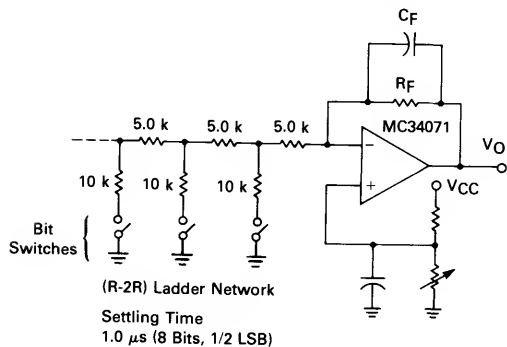 CF
RF
MC34071
5.0 k 5.0 k 5.0 k
VO
10 k 10 k 10 k
VCC
Bit
Switches
(R-2R) Ladder Network
Settling Time
1.0 μs (8 Bits, 1/2 LSB)
−
+